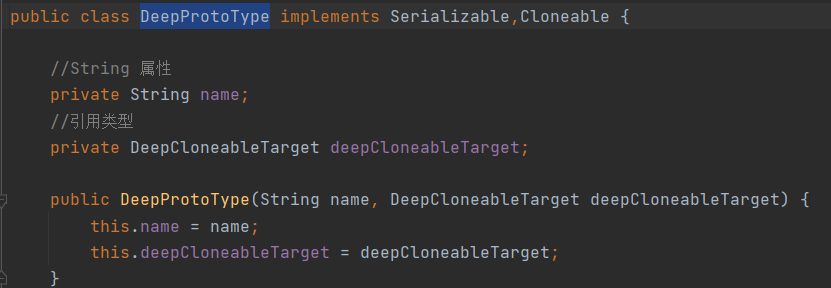 public class DeepProtoType implements Serializable,Cloneable {
//String 属性
private String name;
//引用类型
private DeepCloneableTarget deepCloneableTarget;
public DeepProtoType(String name, DeepCloneableTarget deepCloneableTarget) {
this.name = name;
this.deepCloneableTarget = deepCloneableTarget;
}